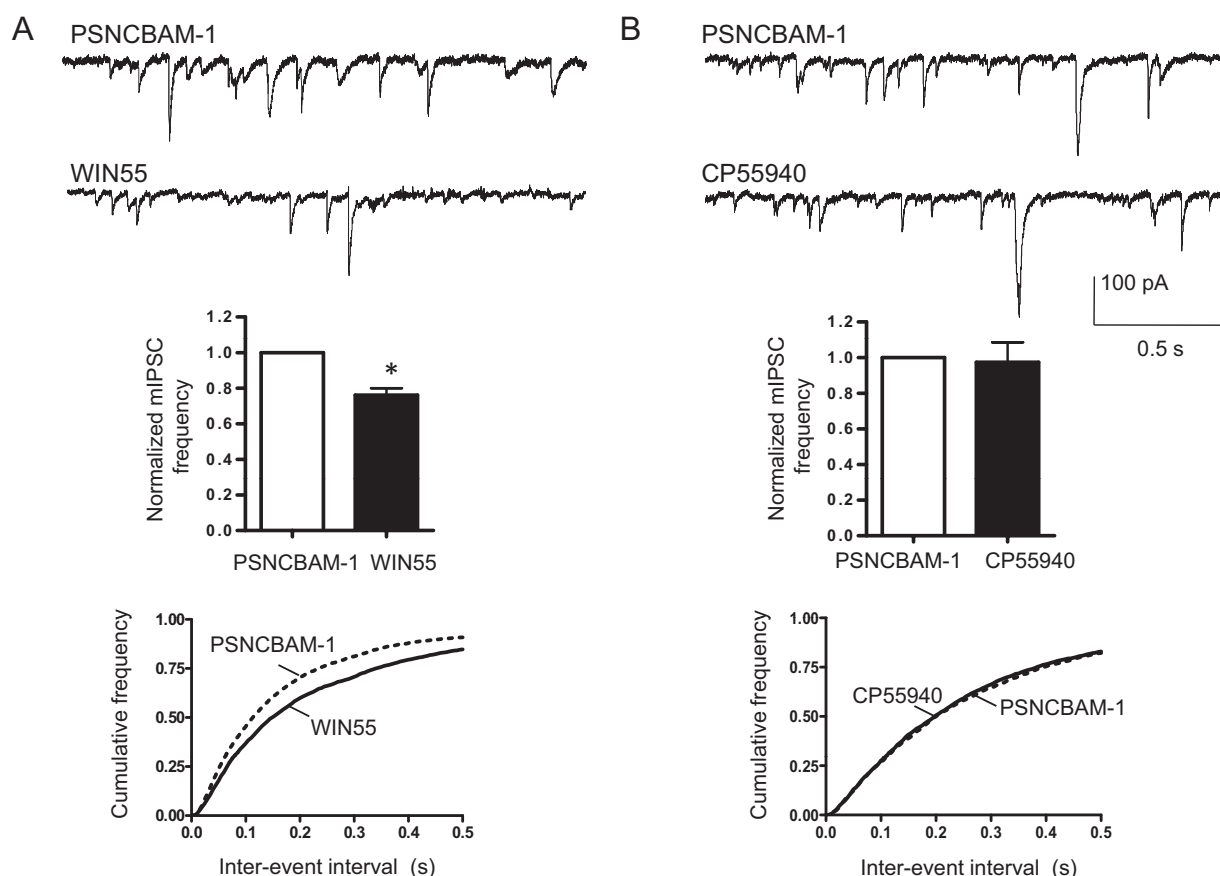 A
PSNCBAM-1
WIN55
1.2
1.0
0.8
0.6
0.4
0.2
0.0
Normalized mIPSC
frequency
*
PSNCBAM-1 WIN55
1.00
0.75
0.50
0.25
0.00
Cumulative frequency
PSNCBAM-1
WIN55
0.0 0.1 0.2 0.3 0.4 0.5
Inter-event interval (s)
B
PSNCBAM-1
CP55940
100 pA
0.5 s
1.2
1.0
0.8
0.6
0.4
0.2
0.0
Normalized mIPSC
frequency
PSNCBAM-1 CP55940
1.00
0.75
0.50
0.25
0.00
Cumulative frequency
CP55940
PSNCBAM-1
0.0 0.1 0.2 0.3 0.4 0.5
Inter-event interval (s)